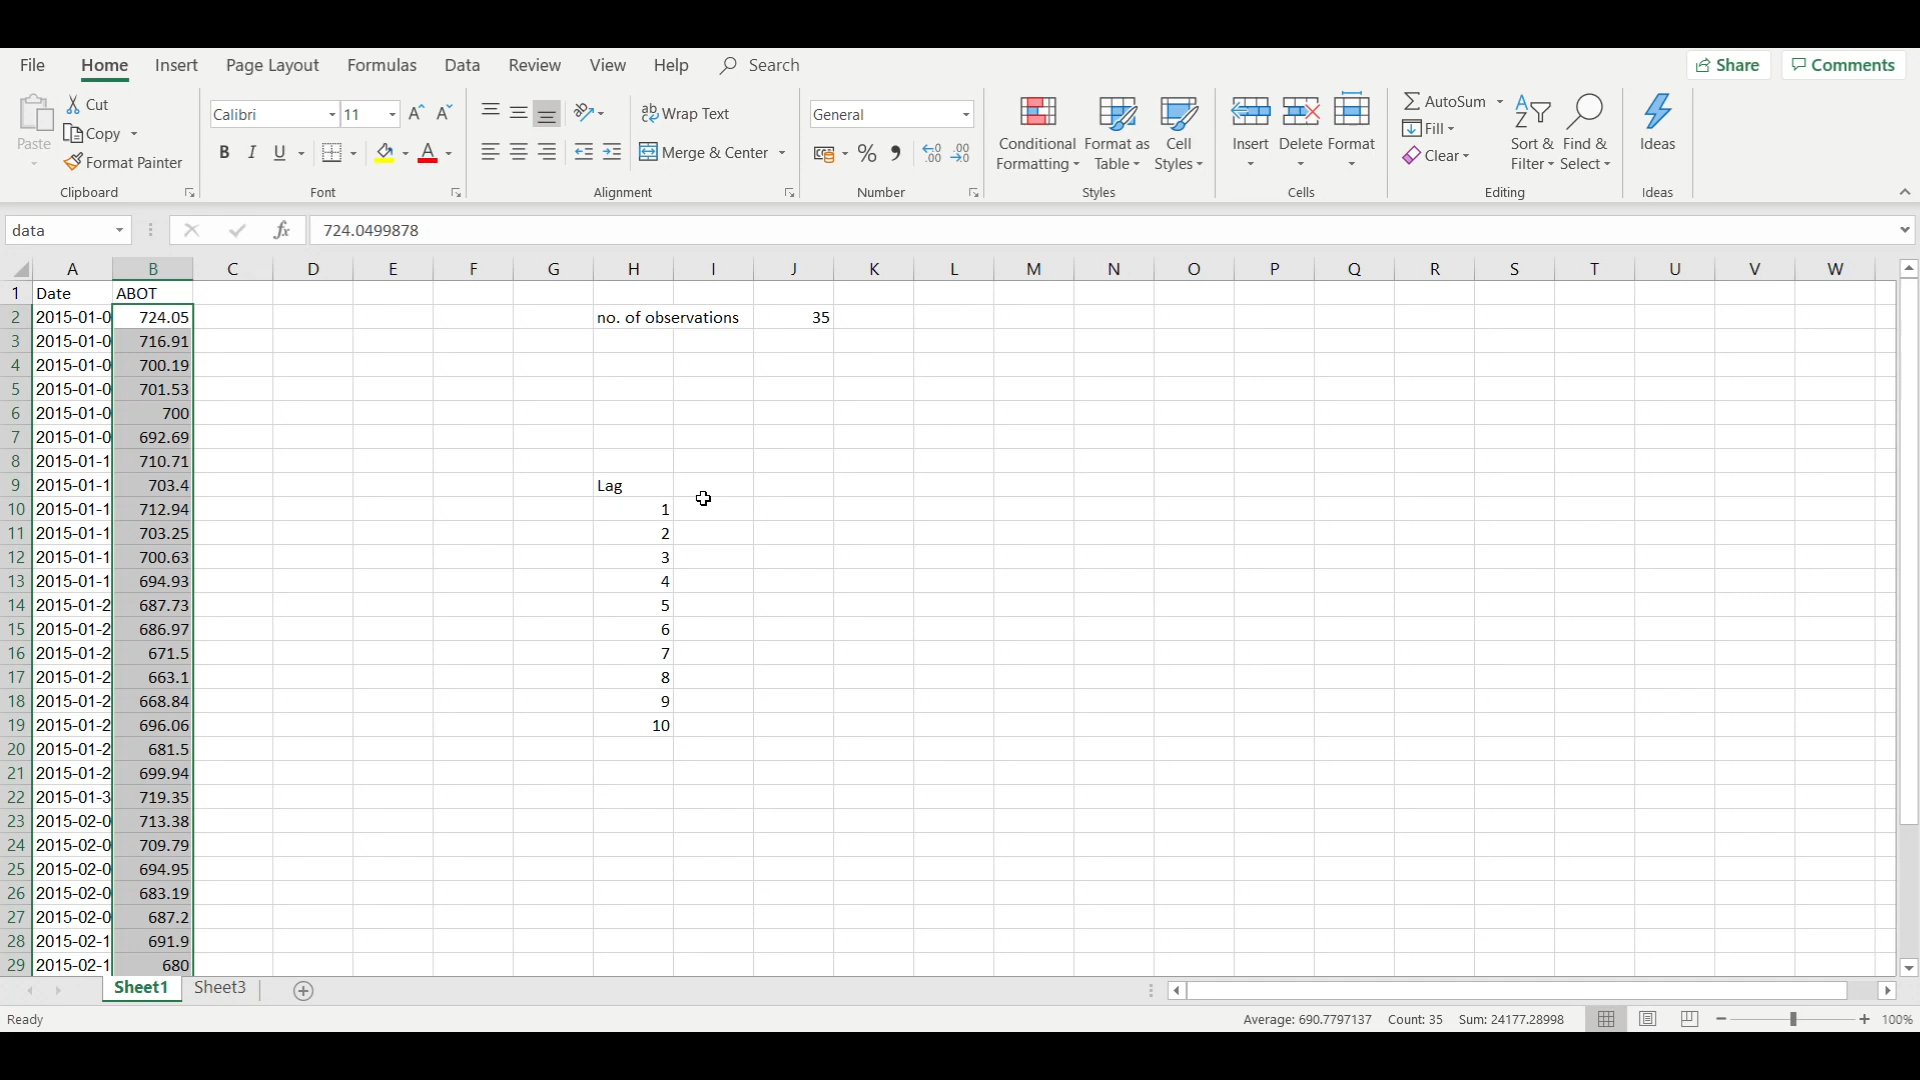 File Home Insert Page Layout Formulas Data Review View Help Search Share Comments
Paste Cut Copy Format Painter Clipboard
Calibri 11 B I U A Font
Wrap Text Merge & Center Alignment
General % Number
Conditional Formatting Format as Table Cell Styles Styles
Insert Delete Format Cells
AutoSum Fill Clear Sort & Filter Find & Select Editing
Ideas Ideas
data fx 724.0499878
A B C D E F G H I J K L M N O P Q R S T U V W
1 Date ABOT
2 2015-01-0 724.05 no. of observations 35
3 2015-01-0 716.91
4 2015-01-0 700.19
5 2015-01-0 701.53
6 2015-01-0 700
7 2015-01-0 692.69
8 2015-01-1 710.71
9 2015-01-1 703.4 Lag
10 2015-01-1 712.94 1
11 2015-01-1 703.25 2
12 2015-01-1 700.63 3
13 2015-01-1 694.93 4
14 2015-01-2 687.73 5
15 2015-01-2 686.97 6
16 2015-01-2 671.5 7
17 2015-01-2 663.1 8
18 2015-01-2 668.84 9
19 2015-01-2 696.06 10
20 2015-01-2 681.5
21 2015-01-2 699.94
22 2015-01-3 719.35
23 2015-02-0 713.38
24 2015-02-0 709.79
25 2015-02-0 694.95
26 2015-02-0 683.19
27 2015-02-0 687.2
28 2015-02-1 691.9
29 2015-02-1 680
Sheet1 Sheet3
Ready Average: 690.7797137 Count: 35 Sum: 24177.28998 100%